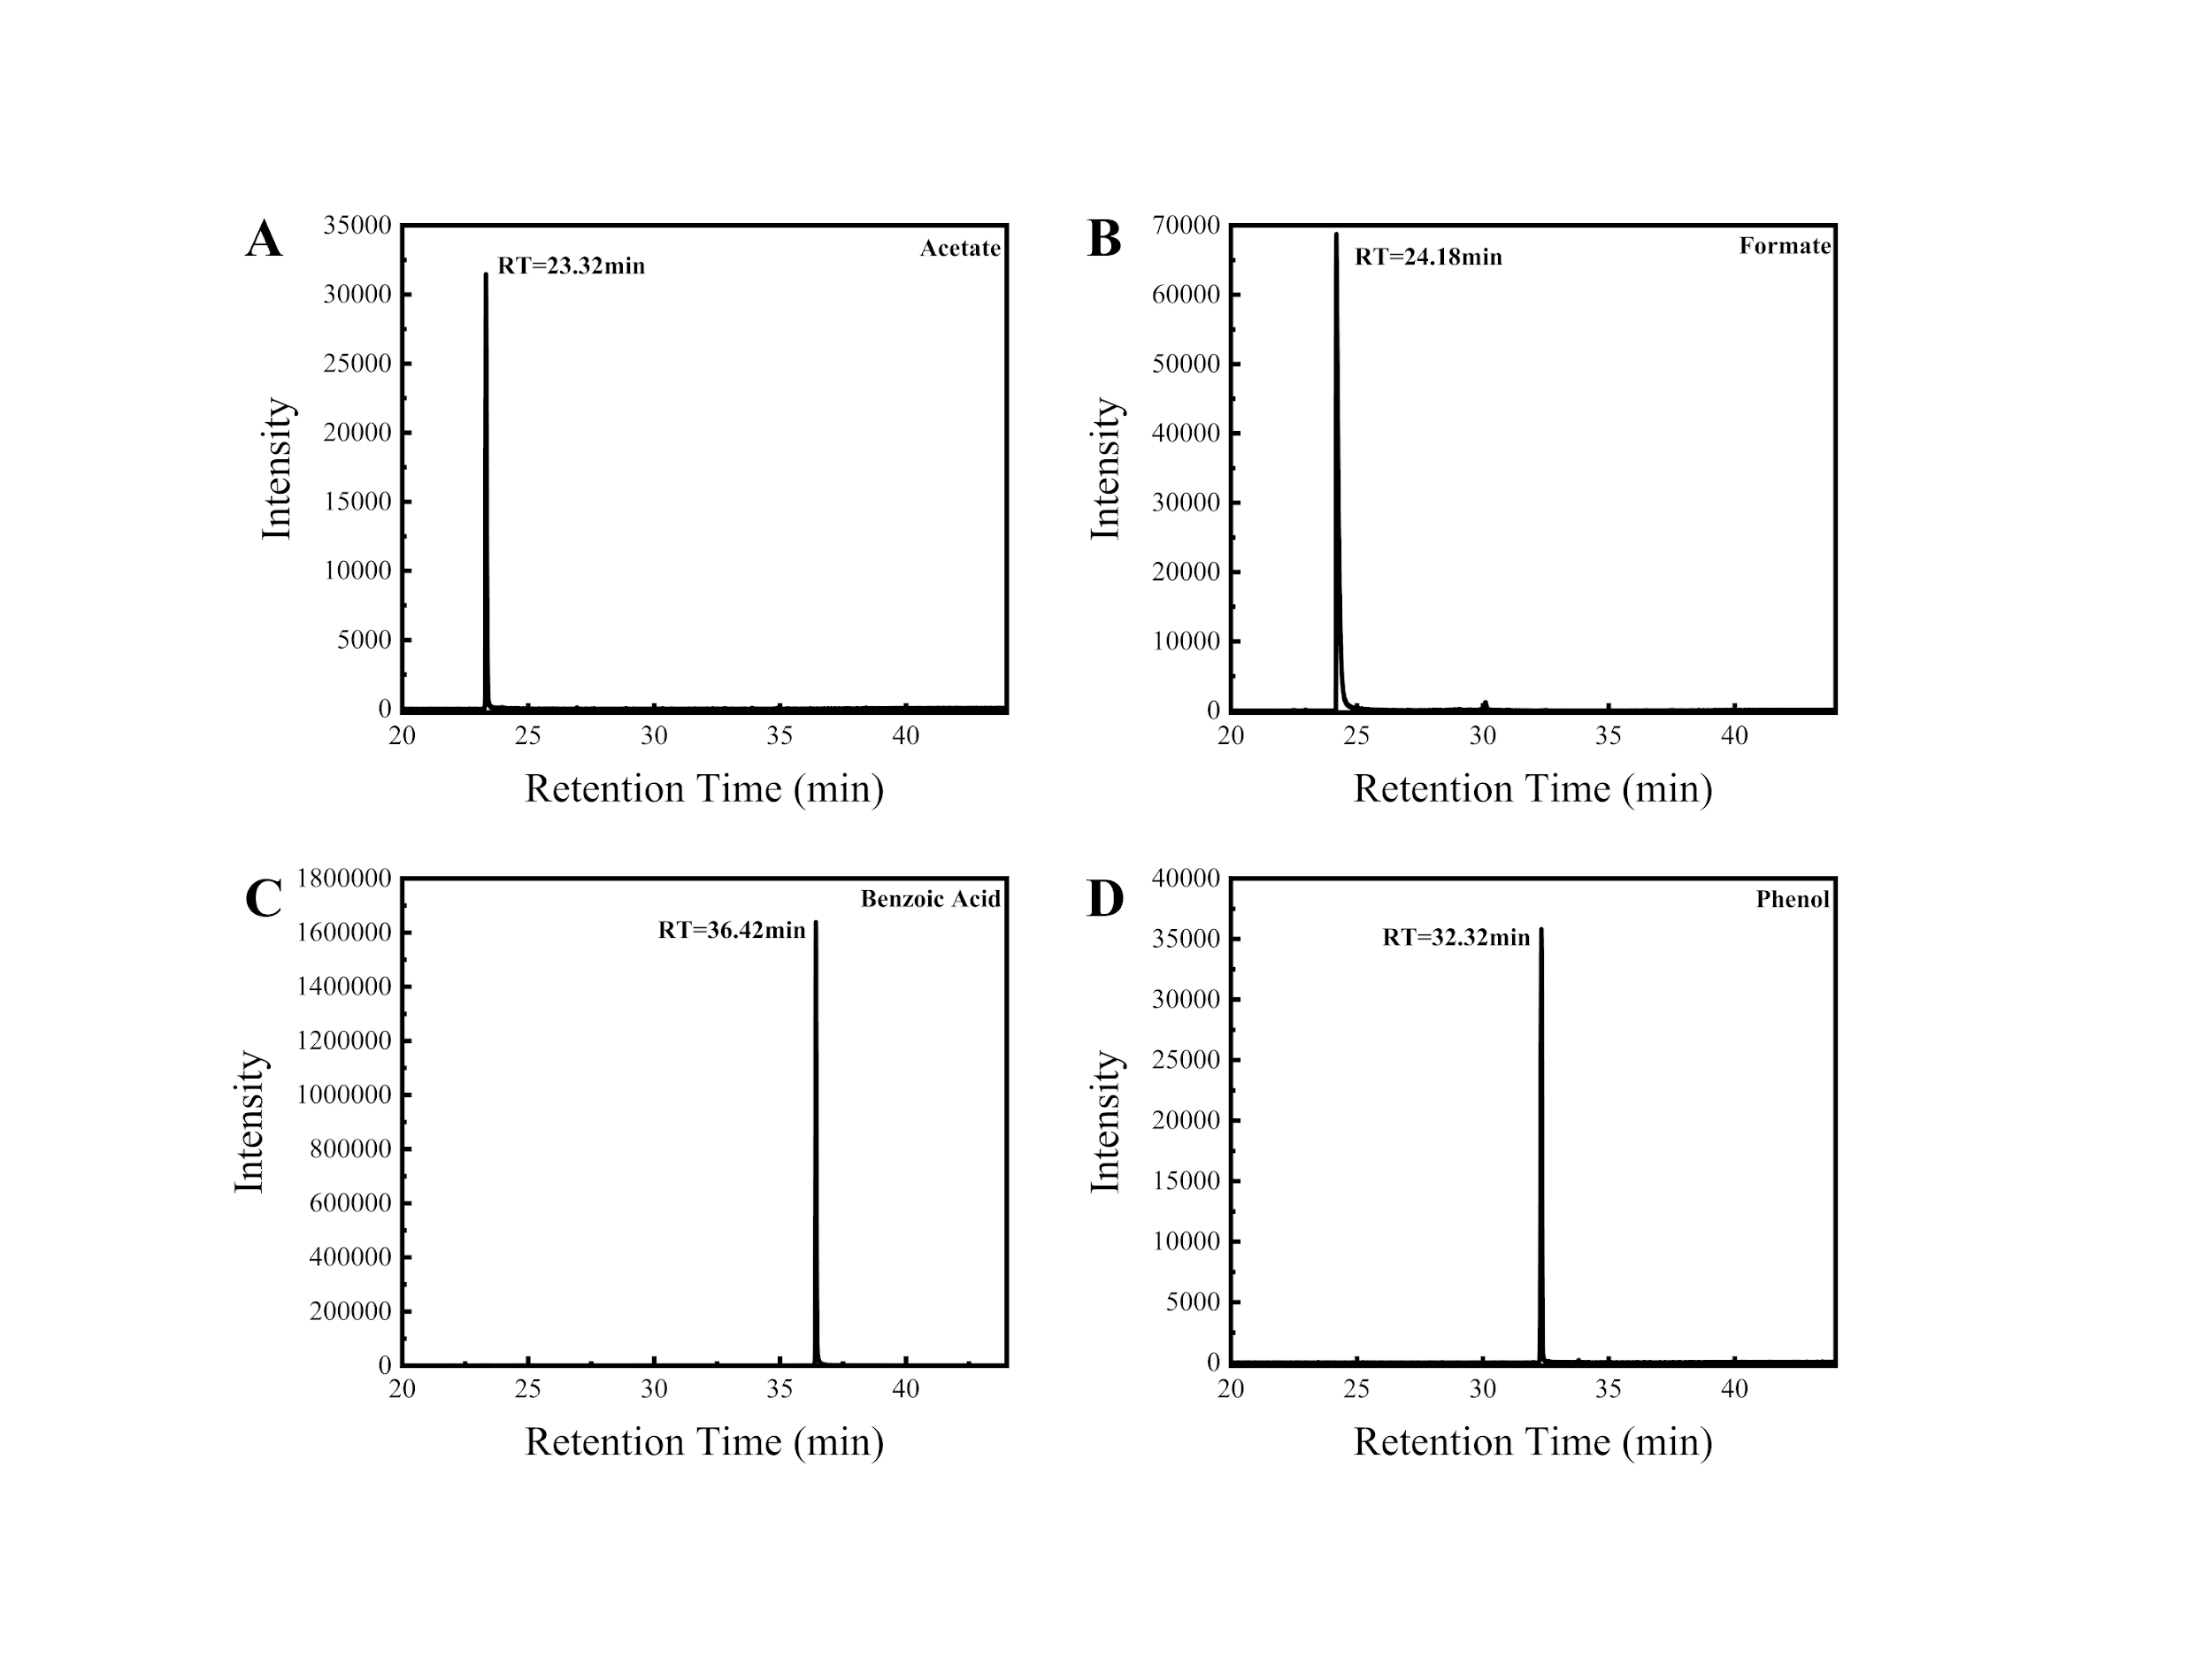 A
35000
30000
25000
20000
15000
10000
5000
0
Intensity
RT=23.32min
Acetate
20 25 30 35 40
Retention Time (min)
B
70000
60000
50000
40000
30000
20000
10000
0
Intensity
RT=24.18min
Formate
20 25 30 35 40
Retention Time (min)
C
1800000
1600000
1400000
1200000
1000000
800000
600000
400000
200000
0
Intensity
RT=36.42min
Benzoic Acid
20 25 30 35 40
Retention Time (min)
D
40000
35000
30000
25000
20000
15000
10000
5000
0
Intensity
RT=32.32min
Phenol
20 25 30 35 40
Retention Time (min)